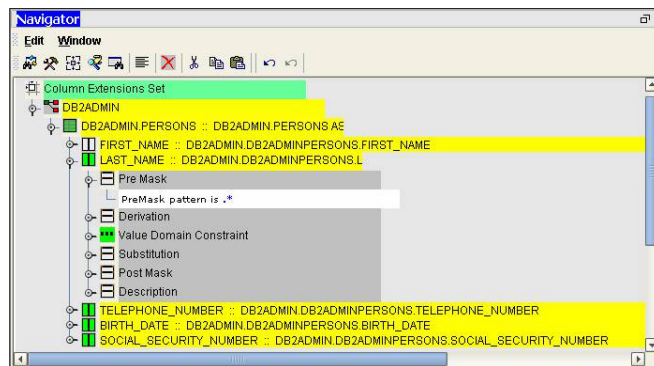 Navigator
Edit Window
Column Extensions Set
DB2ADMIN
DB2ADMIN.PERSONS :: DB2ADMIN.PERSONS AS
FIRST_NAME :: DB2ADMIN.DB2ADMINPERSONS.FIRST_NAME
LAST_NAME :: DB2ADMIN.DB2ADMINPERSONS.L
Pre Mask
PreMask pattern is .*
Derivation
Value Domain Constraint
Substitution
Post Mask
Description
TELEPHONE_NUMBER :: DB2ADMIN.DB2ADMINPERSONS.TELEPHONE_NUMBER
BIRTH_DATE :: DB2ADMIN.DB2ADMINPERSONS.BIRTH_DATE
SOCIAL_SECURITY_NUMBER :: DB2ADMIN.DB2ADMINPERSONS.SOCIAL_SECURITY_NUMBER